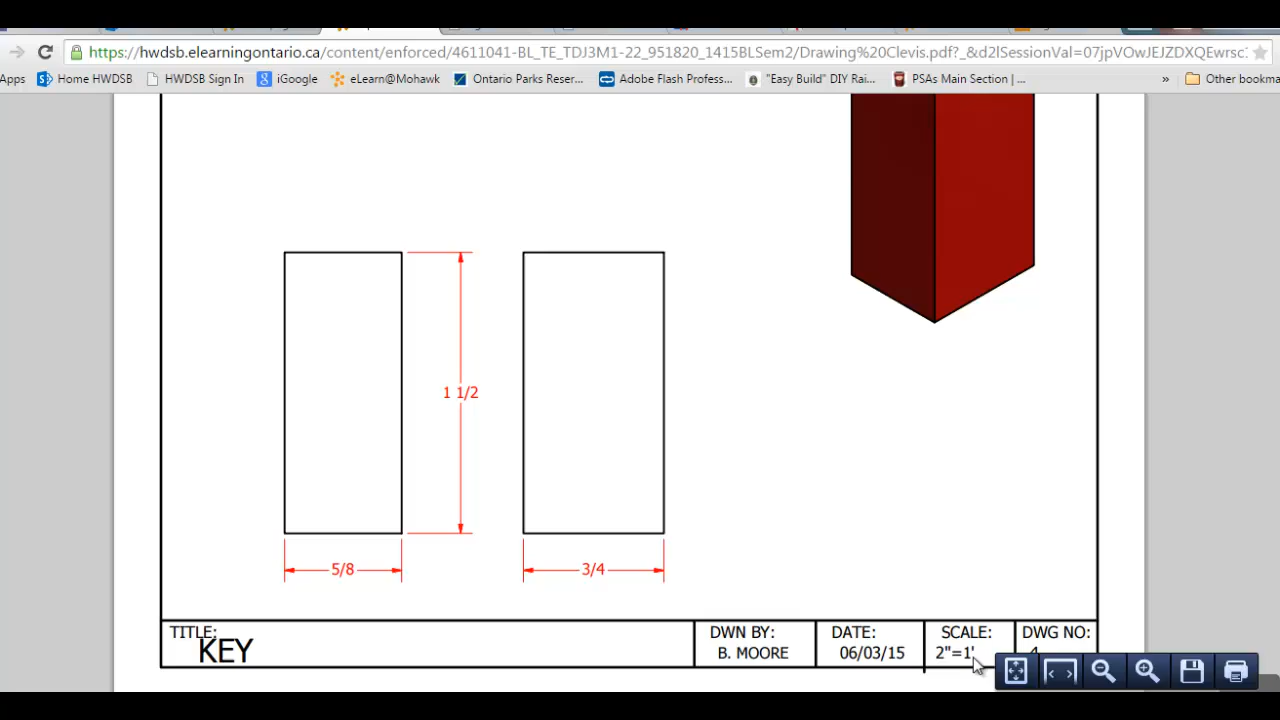 https://hwdsb.elearningontario.ca/content/enforced/4611041-BL_TE_TDJ3M1-22_951820_1415BLSem2/Drawing%20Clevis.pdf?_&d2lSessionVal=07jpVOwJEJZDXQEwrsc
Apps Home HWDSB HWDSB Sign In iGoogle eLearn@Mohawk Ontario Parks Reser... Adobe Flash Profess... "Easy Build" DIY Rai... PSAs Main Section | ... » Other bookma
1 1/2
5/8 3/4
TITLE: DWN BY: DATE: SCALE: DWG NO:
KEY B. MOORE 06/03/15 2"=1'